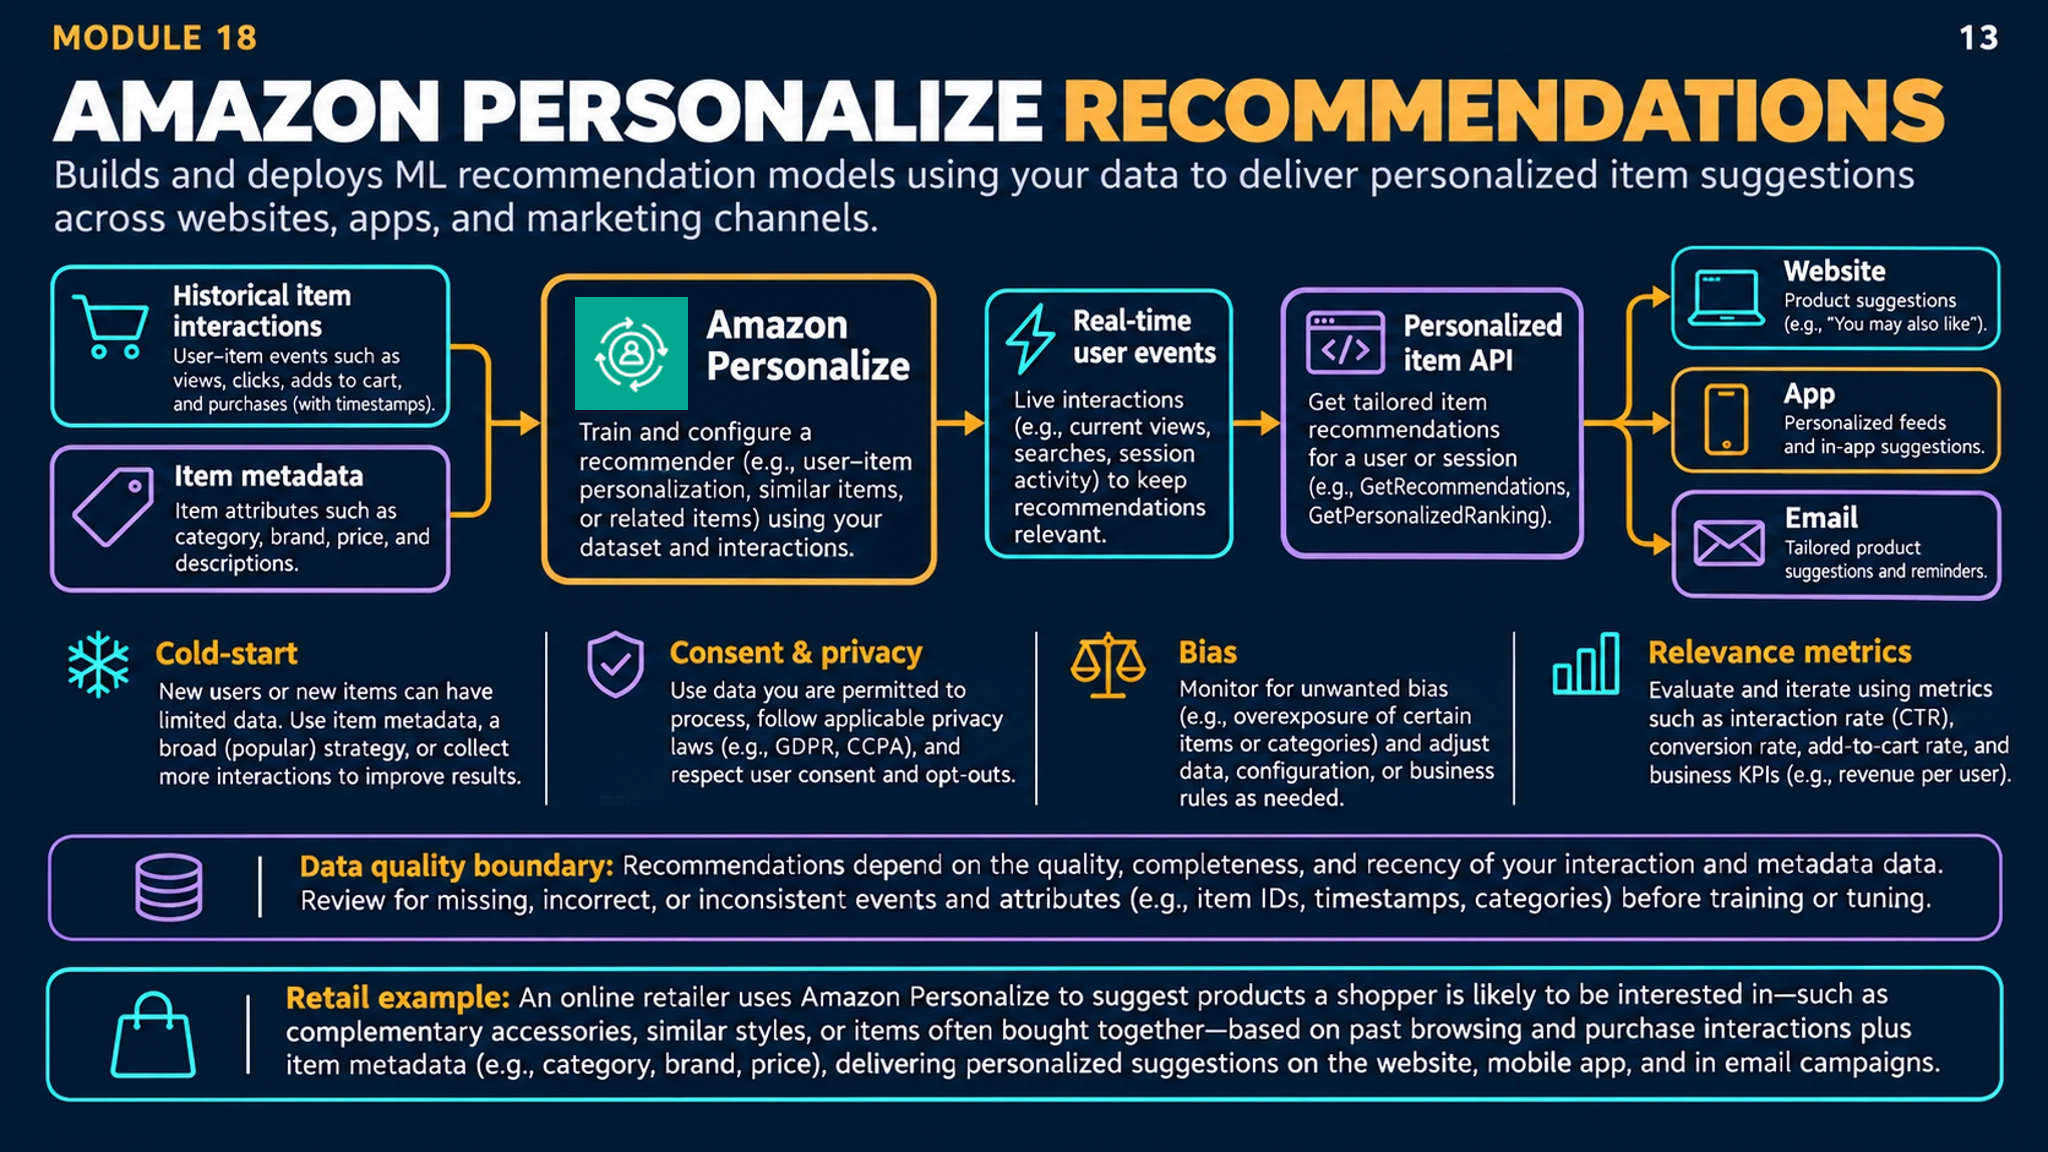 MODULE 18
13
AMAZON PERSONALIZE RECOMMENDATIONS
Builds and deploys ML recommendation models using your data to deliver personalized item suggestions
across websites, apps, and marketing channels.
Historical item
interactions
User–item events such as
views, clicks, adds to cart,
and purchases (with timestamps).
Item metadata
Item attributes such as
category, brand, price, and
descriptions.
Amazon
Personalize
Train and configure a
recommender (e.g., user–item
personalization, similar items,
or related items) using your
dataset and interactions.
Real-time
user events
Live interactions
(e.g., current views,
searches, session
activity) to keep
recommendations
relevant.
Personalized
item API
</>
Get tailored item
recommendations
for a user or session
(e.g., GetRecommendations,
GetPersonalizedRanking).
Website
Product suggestions
(e.g., “You may also like”).
App
Personalized feeds
and in-app suggestions.
Email
Tailored product
suggestions and reminders.
Cold-start
New users or new items can have
limited data. Use item metadata, a
broad (popular) strategy, or collect
more interactions to improve results.
Consent & privacy
Use data you are permitted to
process, follow applicable privacy
laws (e.g., GDPR, CCPA), and
respect user consent and opt-outs.
Bias
Monitor for unwanted bias
(e.g., overexposure of certain
items or categories) and adjust
data, configuration, or business
rules as needed.
Relevance metrics
Evaluate and iterate using metrics
such as interaction rate (CTR),
conversion rate, add-to-cart rate, and
business KPIs (e.g., revenue per user).
Data quality boundary: Recommendations depend on the quality, completeness, and recency of your interaction and metadata data.
Review for missing, incorrect, or inconsistent events and attributes (e.g., item IDs, timestamps, categories) before training or tuning.
Retail example: An online retailer uses Amazon Personalize to suggest products a shopper is likely to be interested in—such as
complementary accessories, similar styles, or items often bought together—based on past browsing and purchase interactions plus
item metadata (e.g., category, brand, price), delivering personalized suggestions on the website, mobile app, and in email campaigns.